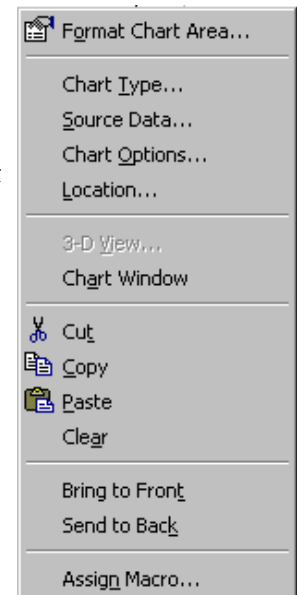 Format Chart Area...
Chart Type...
Source Data...
Chart Options...
Location...
3-D View...
Chart Window
Cut
Copy
Paste
Clear
Bring to Front
Send to Back
Assign Macro...